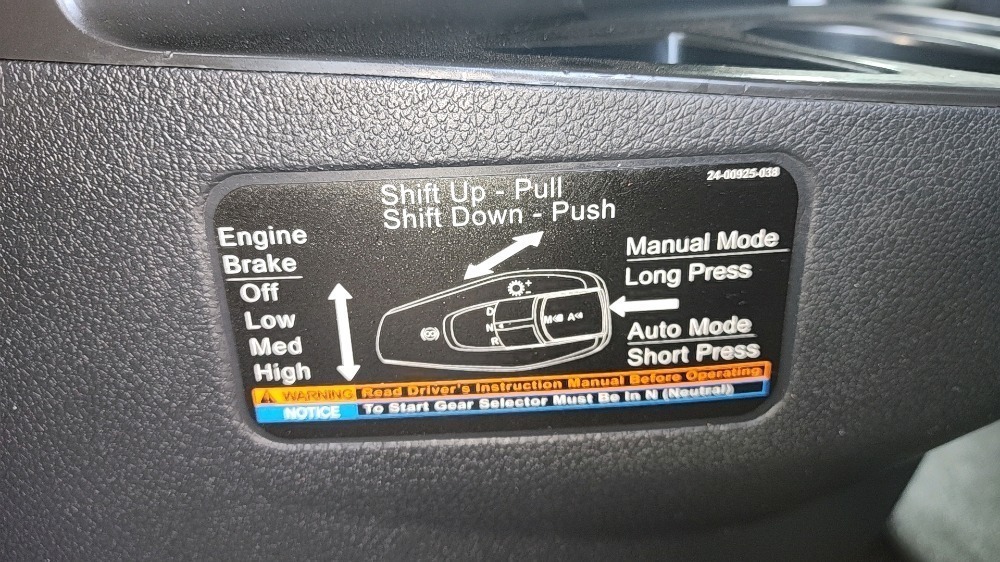 24-00925-038
Shift Up - Pull
Shift Down - Push
Engine
Brake
Off
Low
Med
High
D
N
R
+
-
M
A
Manual Mode
Long Press
Auto Mode
Short Press
WARNING Read Driver's Instruction Manual Before Operating
NOTICE To Start Gear Selector Must Be In N (Neutral)